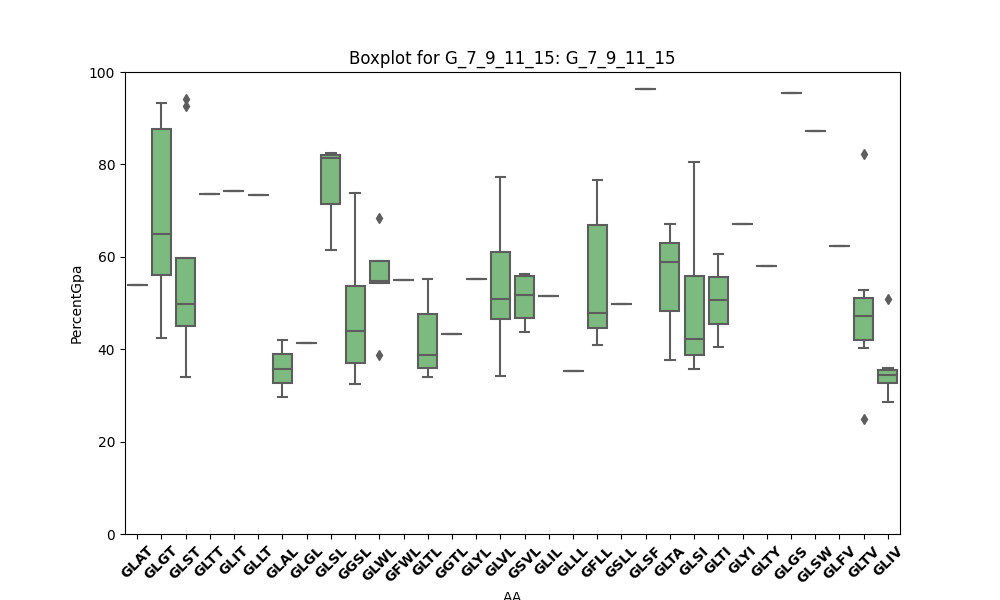 Boxplot for G_7_9_11_15: G_7_9_11_15
PercentGpa
100
80
60
40
20
0
GLAT GLGT GLST GLTT GLIT GLLT GLAL GLGL GLSL GGSL GLWL GFWL GLTL GGTL GLYL GLVL GSVL GLIL GLLL GFLL GSLL GLSF GLTA GLSI GLTI GLYI GLTY GLGS GLSW GLFV GLTV GLIV
AA